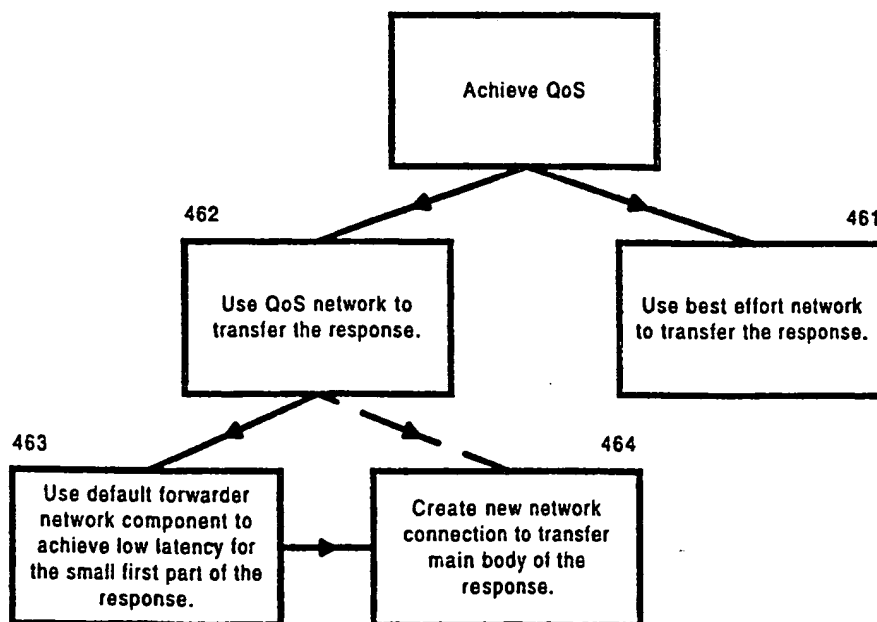 Achieve QoS
462
461
Use QoS network to
transfer the response.
Use best effort network
to transfer the response.
463
464
Use default forwarder
network component to
achieve low latency for
the small first part of the
response.
Create new network
connection to transfer
main body of the
response.